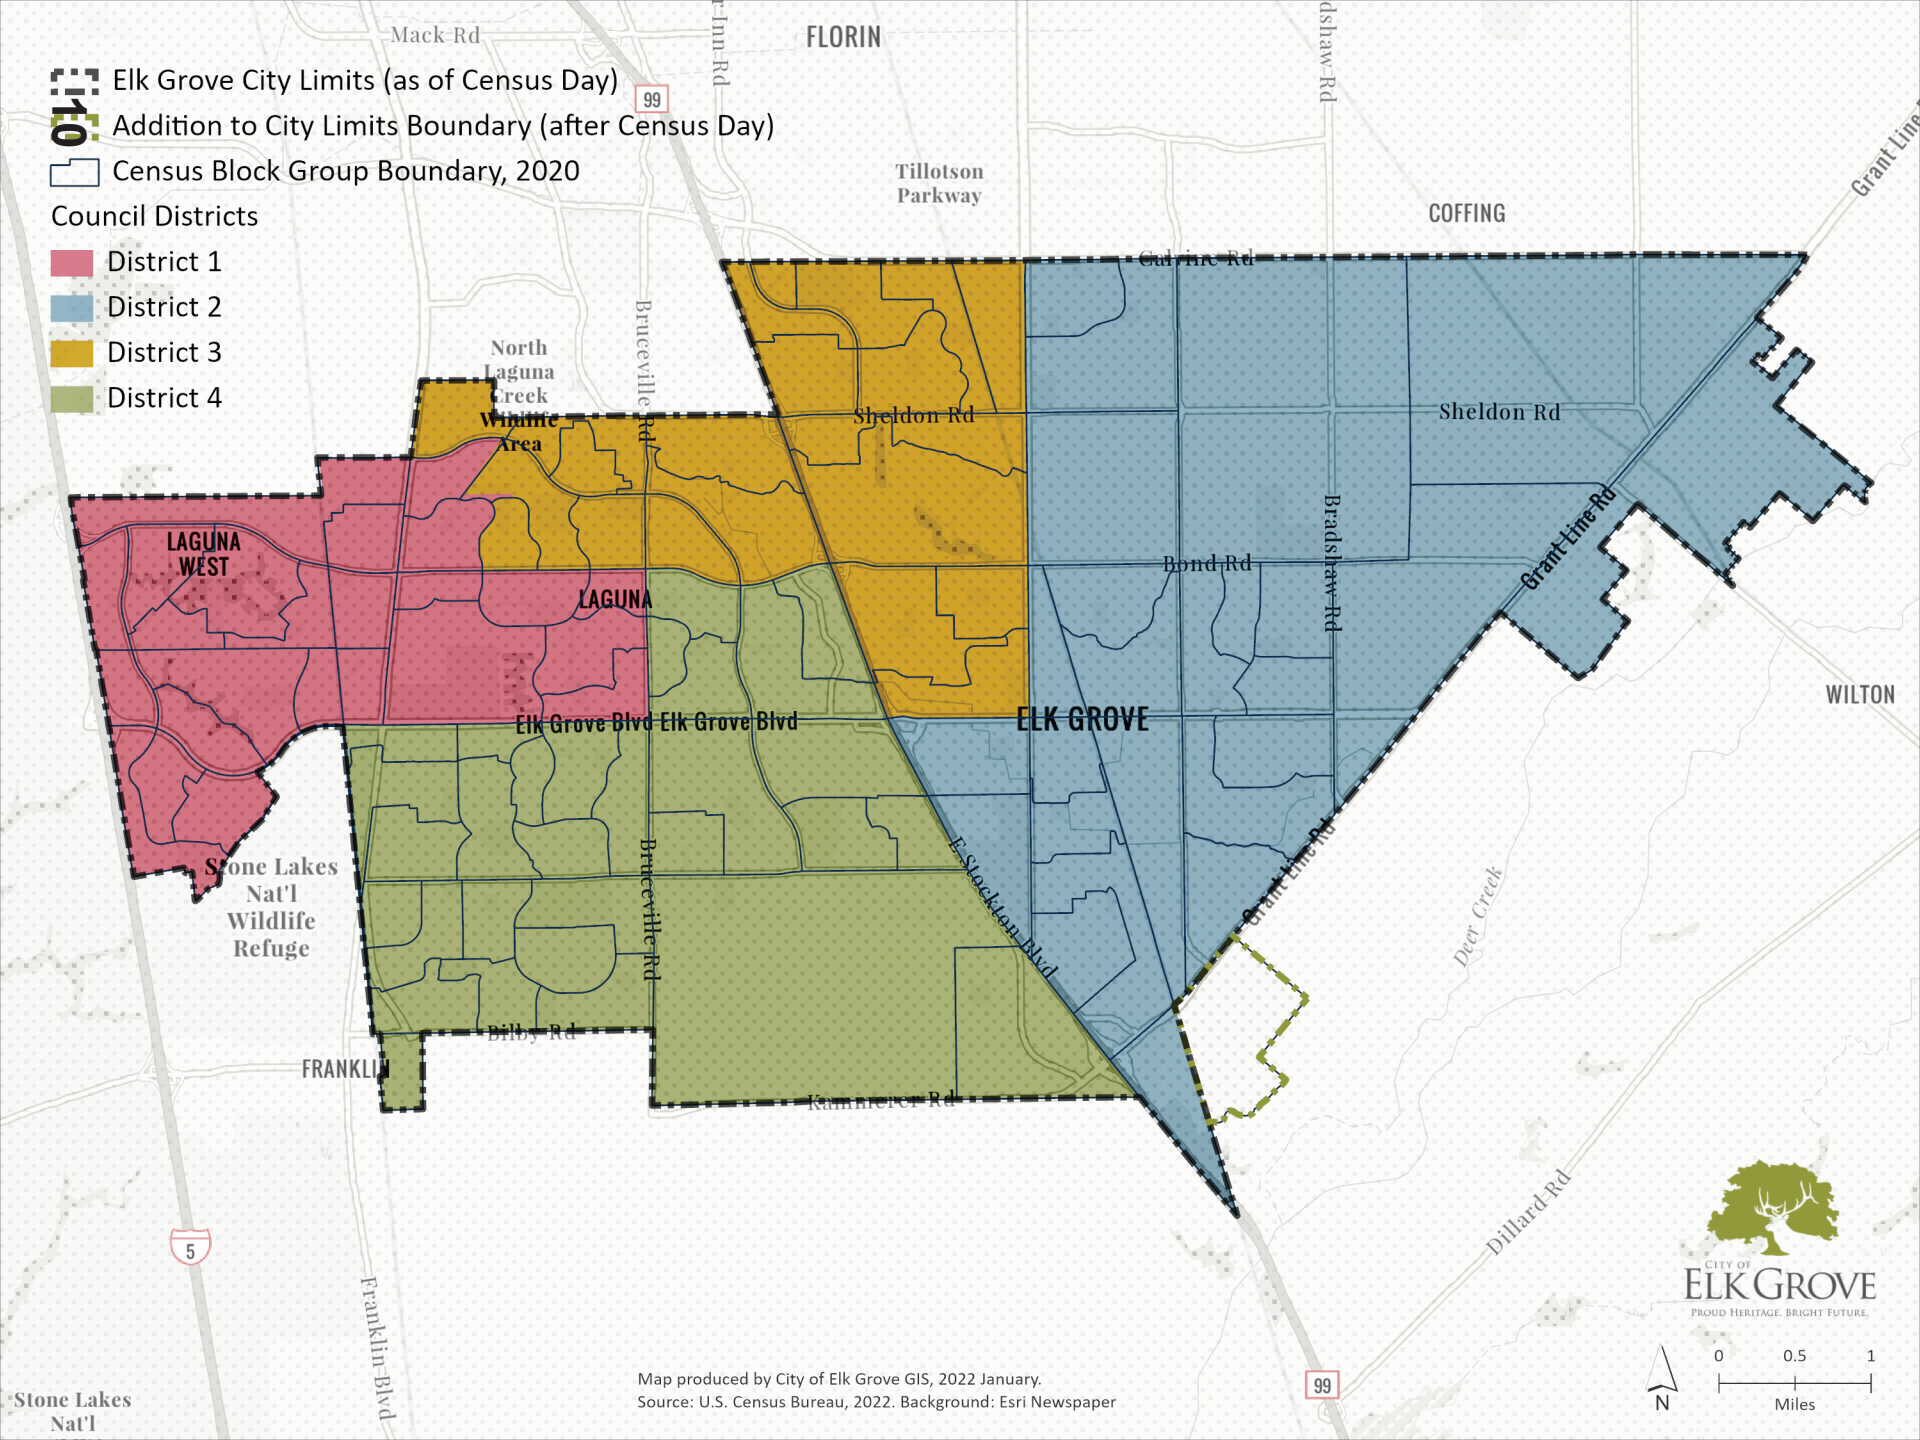 Mack Rd
r Inn Rd
FLORIN
dshaw Rd
Elk Grove City Limits (as of Census Day)
99
10
Addition to City Limits Boundary (after Census Day)
Census Block Group Boundary, 2020
Tillotson
Parkway
Grant Line
COFFING
Council Districts
District 1
District 2
District 3
District 4
Calvine Rd
Bruceville Rd
North
Laguna
Creek
Wildlife
Area
Sheldon Rd
Sheldon Rd
LAGUNA
WEST
LAGUNA
Bond Rd
Bradshaw Rd
Grant Line Rd
WILTON
Elk Grove Blvd
Elk Grove Blvd
ELK GROVE
Stone Lakes
Nat'l
Wildlife
Refuge
Bruceville Rd
E Stockton Blvd
Grant Line Rd
Deer Creek
Bilby Rd
FRANKLIN
Kammerer Rd
5
Franklin Blvd
Dillard Rd
CITY OF
ELK GROVE
PROUD HERITAGE. BRIGHT FUTURE.
Map produced by City of Elk Grove GIS, 2022 January.
Source: U.S. Census Bureau, 2022. Background: Esri Newspaper
99
N
0 0.5 1
Miles
Stone Lakes
Nat'l